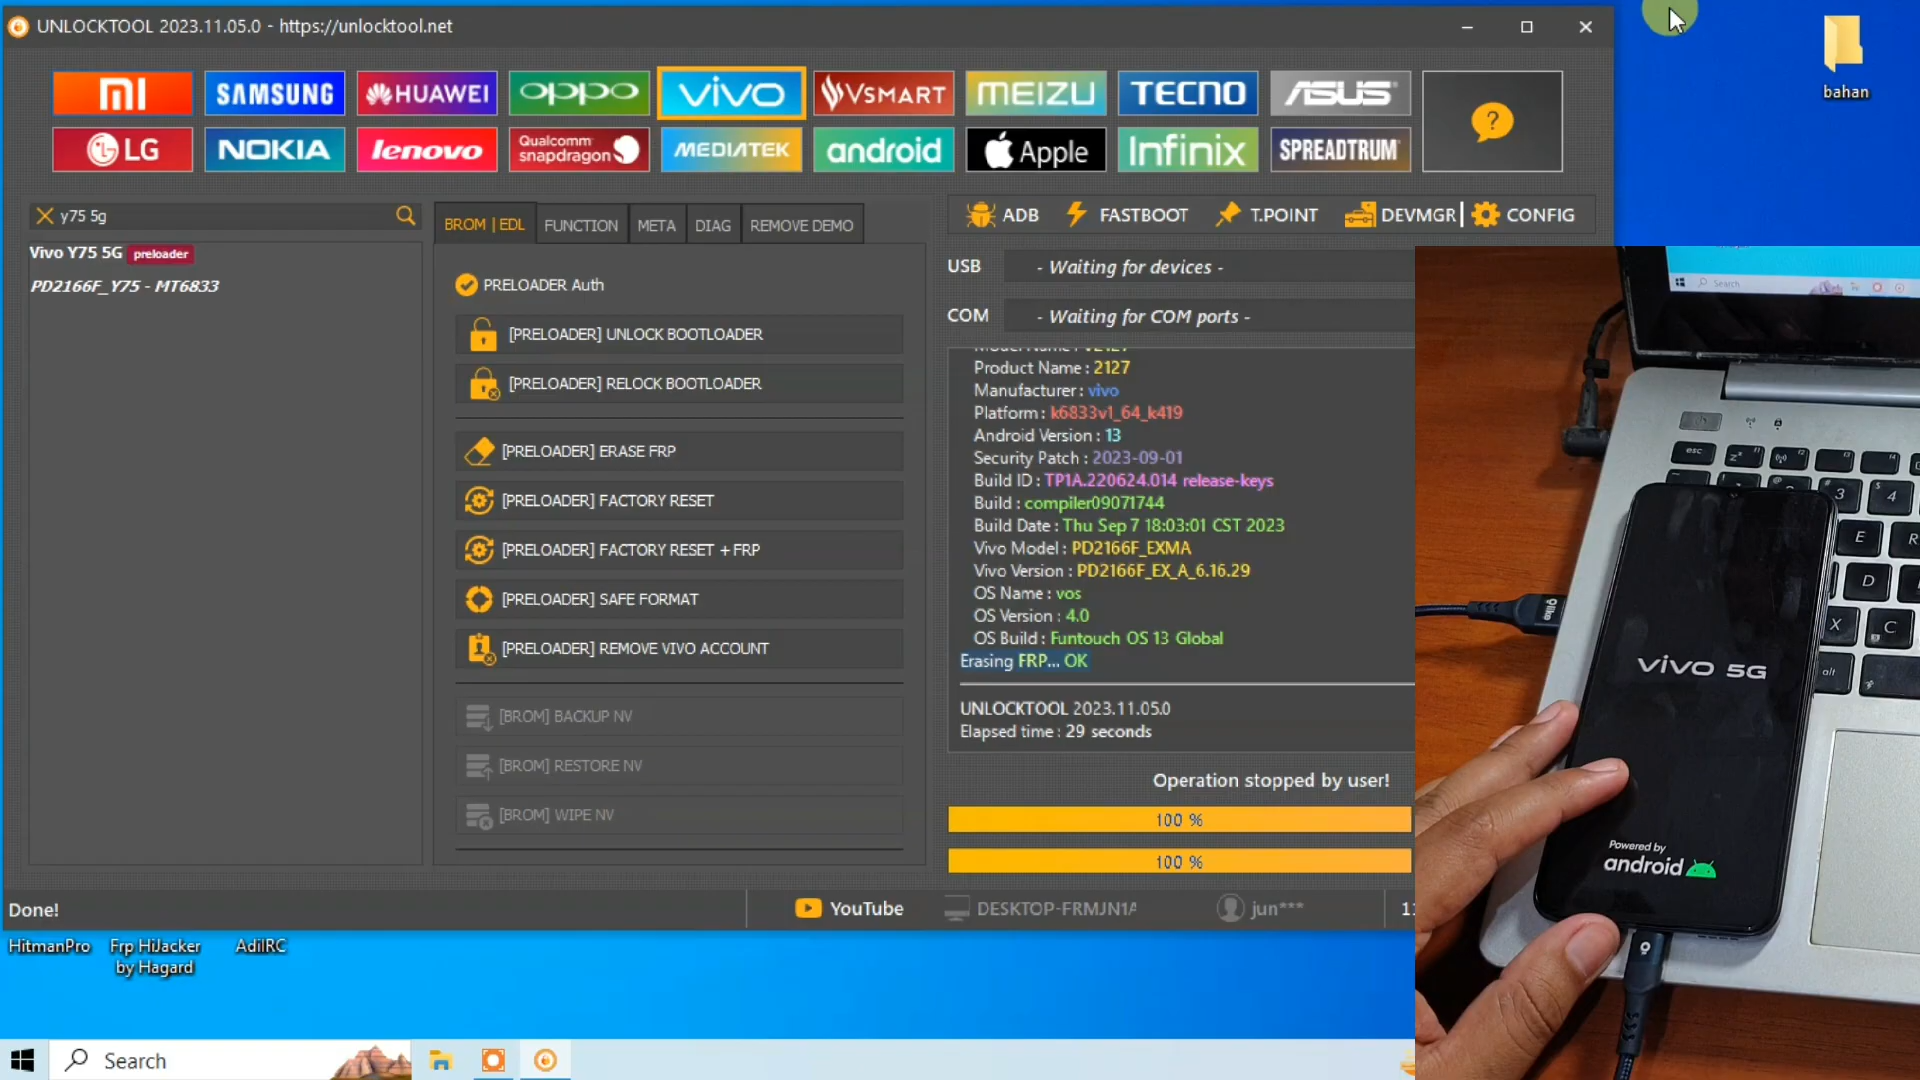 UNLOCKTOOL 2023.11.05.0 - https://unlocktool.net
bahan
mi
SAMSUNG
HUAWEI
oppo
vivo
VSMART
MEIZU
TECNO
ASUS
?
LG
NOKIA
lenovo
Qualcomm snapdragon
MEDIATEK
android
Apple
Infinix
SPREADTRUM
y75 5g
Vivo Y75 5G preloader
PD2166F_Y75 - MT6833
BROM | EDL
FUNCTION
META
DIAG
REMOVE DEMO
PRELOADER Auth
[PRELOADER] UNLOCK BOOTLOADER
[PRELOADER] RELOCK BOOTLOADER
[PRELOADER] ERASE FRP
[PRELOADER] FACTORY RESET
[PRELOADER] FACTORY RESET + FRP
[PRELOADER] SAFE FORMAT
[PRELOADER] REMOVE VIVO ACCOUNT
[BROM] BACKUP NV
[BROM] RESTORE NV
[BROM] WIPE NV
ADB
FASTBOOT
T.POINT
DEVMGR
CONFIG
USB - Waiting for devices -
COM - Waiting for COM ports -
Product Name : 2127
Manufacturer : vivo
Platform : k6833v1_64_k419
Android Version : 13
Security Patch : 2023-09-01
Build ID : TP1A.220624.014 release-keys
Build : compiler09071744
Build Date : Thu Sep 7 18:03:01 CST 2023
Vivo Model : PD2166F_EXMA
Vivo Version : PD2166F_EX_A_6.16.29
OS Name : vos
OS Version : 4.0
OS Build : Funtouch OS 13 Global
Erasing FRP... OK
UNLOCKTOOL 2023.11.05.0
Elapsed time : 29 seconds
Operation stopped by user!
100 %
100 %
Done!
YouTube
DESKTOP-FRMJN1A
jun***
HitmanPro
Frp HiJacker
by Hagard
AdilRC
Search
Search
esc
3
4
E
R
D
X
C
alt
vivo 5G
Powered by
android